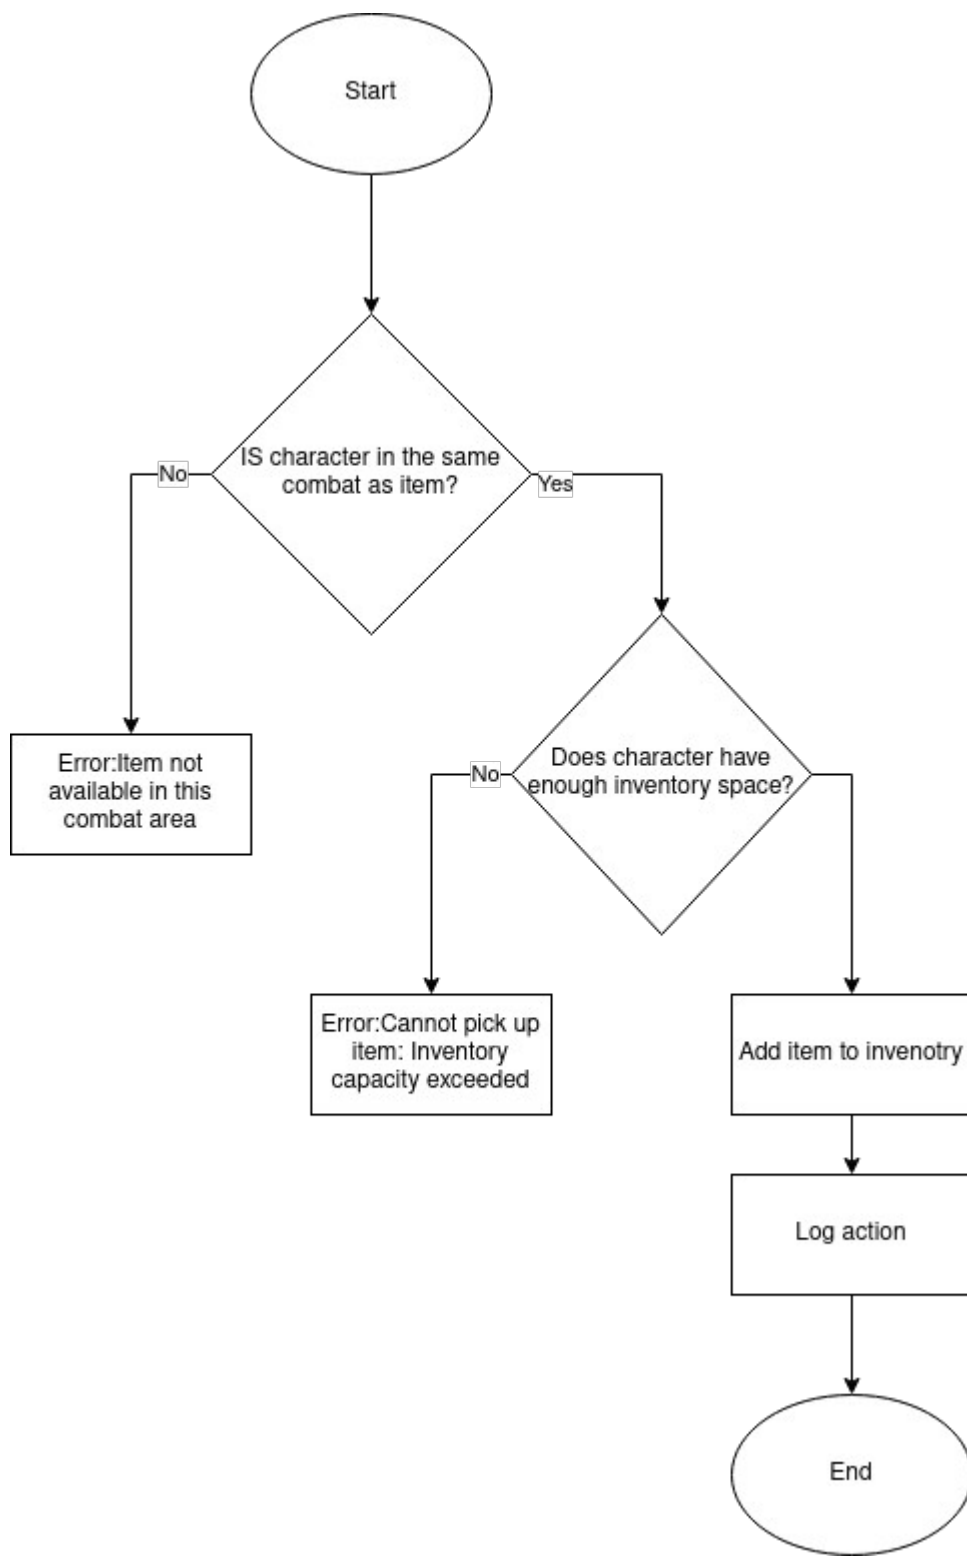 Start
IS character in the same
combat as item?
No
Yes
Error:Item not
available in this
combat area
Does character have
enough inventory space?
No
Error:Cannot pick up
item: Inventory
capacity exceeded
Add item to invenotry
Log action
End